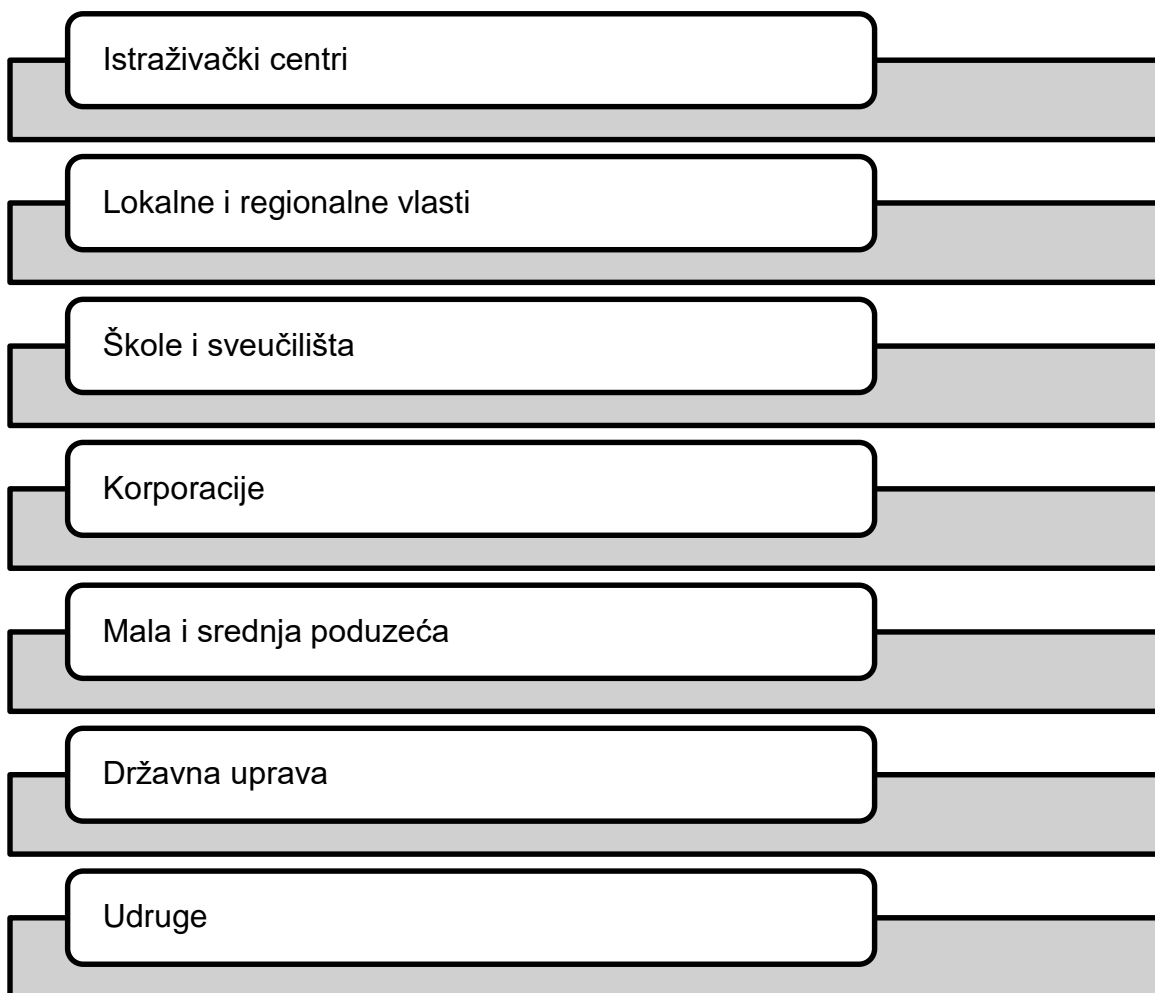 Istraživački centri
Lokalne i regionalne vlasti
Škole i sveučilišta
Korporacije
Mala i srednja poduzeća
Državna uprava
Udruge